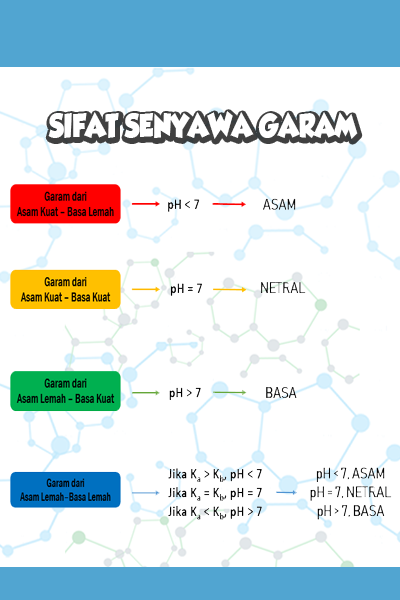 SIFAT SENYAWA GARAM
Garam dari
Asam Kuat – Basa Lemah
pH < 7
ASAM
Garam dari
Asam Kuat – Basa Kuat
pH = 7
NETRAL
Garam dari
Asam Lemah – Basa Kuat
pH > 7
BASA
Garam dari
Asam Lemah -Basa Lemah
Jika Ka > Kb, pH < 7
Jika Ka = Kb, pH = 7
Jika Ka < Kb, pH > 7
pH < 7, ASAM
pH = 7, NETRAL
pH > 7, BASA